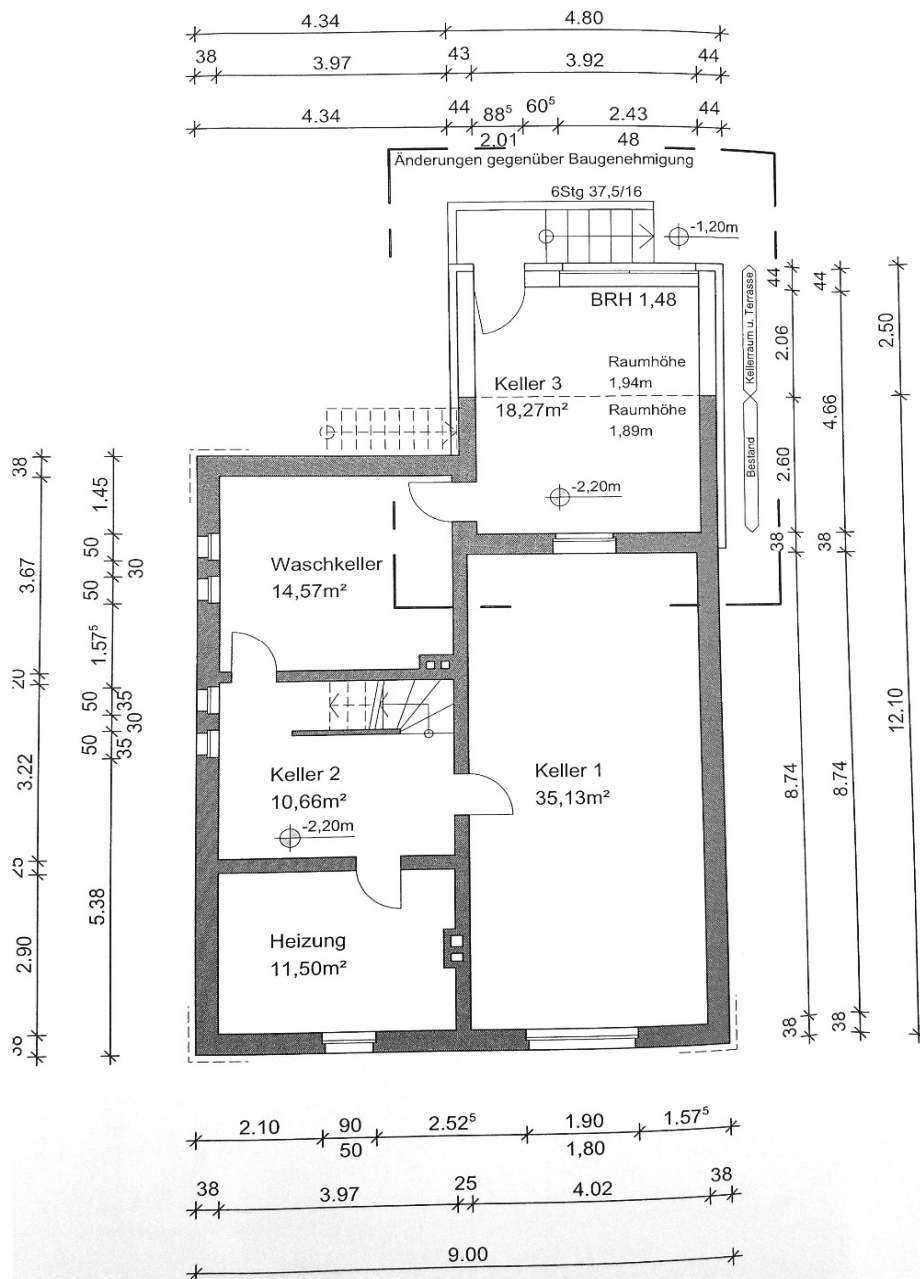 4.34 4.80
38 3.97 43 3.92 44
4.34 44 88⁵ 60⁵ 2.43 44
2.01 48
Änderungen gegenüber Baugenehmigung
6Stg 37,5/16
-1,20m
BRH 1,48
Keller 3
18,27m²
Raumhöhe
1,94m
Raumhöhe
1,89m
-2,20m
Kellerraum u. Terrasse
Bestand
44
2.06
2.60
38
8.74
38
44
4.66
38
8.74
38
2.50
12.10
38
3.67
20
3.22
25
2.90
38
1.45
50
30
50
1.57⁵
50 35
30
50 35
5.38
Waschkeller
14,57m²
Keller 2
10,66m²
-2,20m
Keller 1
35,13m²
Heizung
11,50m²
2.10 90 2.52⁵ 1.90 1.57⁵
50 1,80
38 3.97 25 4.02 38
9.00